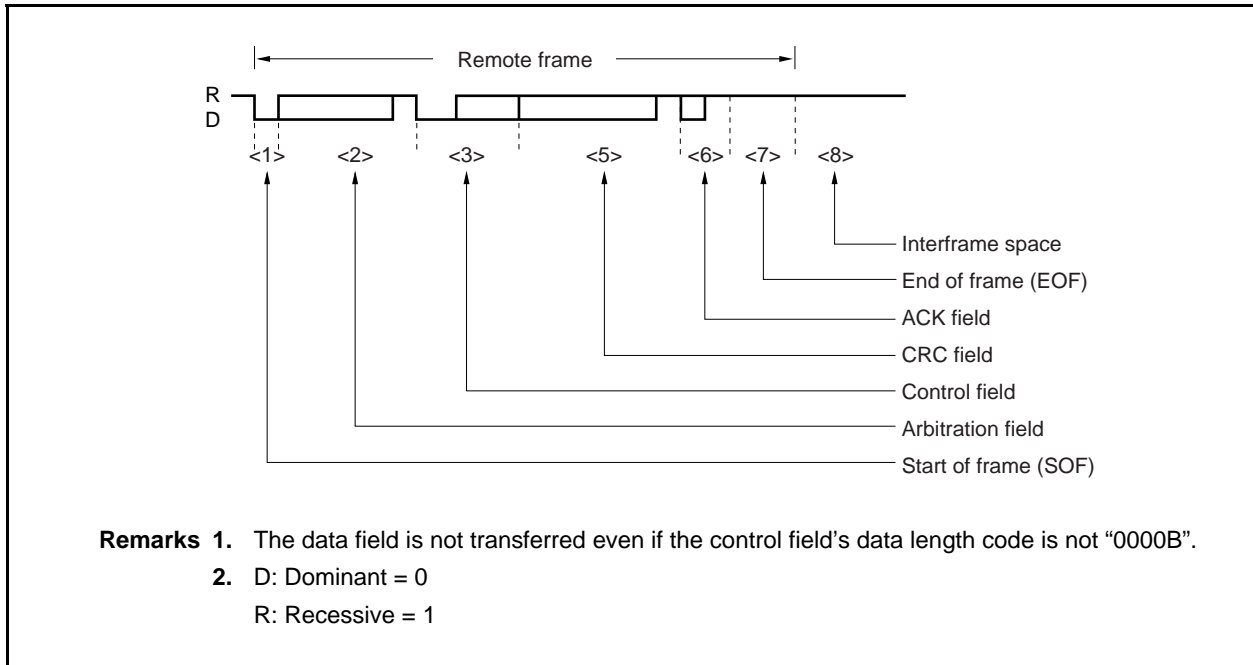 Remote frame
R
D
<1> <2> <3> <5> <6> <7> <8>
Interframe space
End of frame (EOF)
ACK field
CRC field
Control field
Arbitration field
Start of frame (SOF)
Remarks 1. The data field is not transferred even if the control field’s data length code is not “0000B”.
2. D: Dominant = 0
R: Recessive = 1